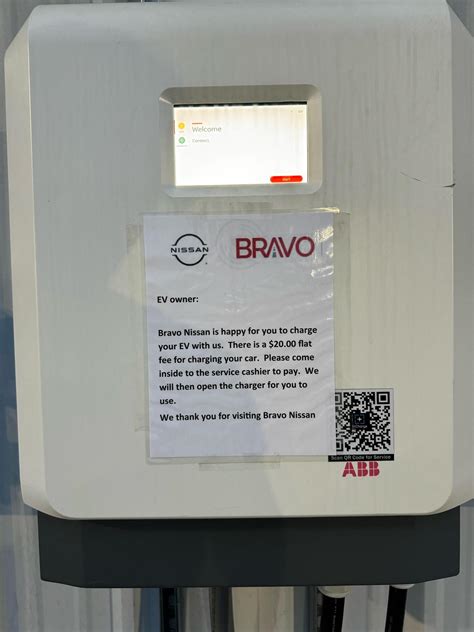 Welcome
Connect
Start
NISSAN
BRAVO
EV owner:
Bravo Nissan is happy for you to charge
your EV with us. There is a $20.00 flat
fee for charging your car. Please come
inside to the service cashier to pay. We
will then open the charger for you to
use.
We thank you for visiting Bravo Nissan
Scan QR Code for Service
ABB